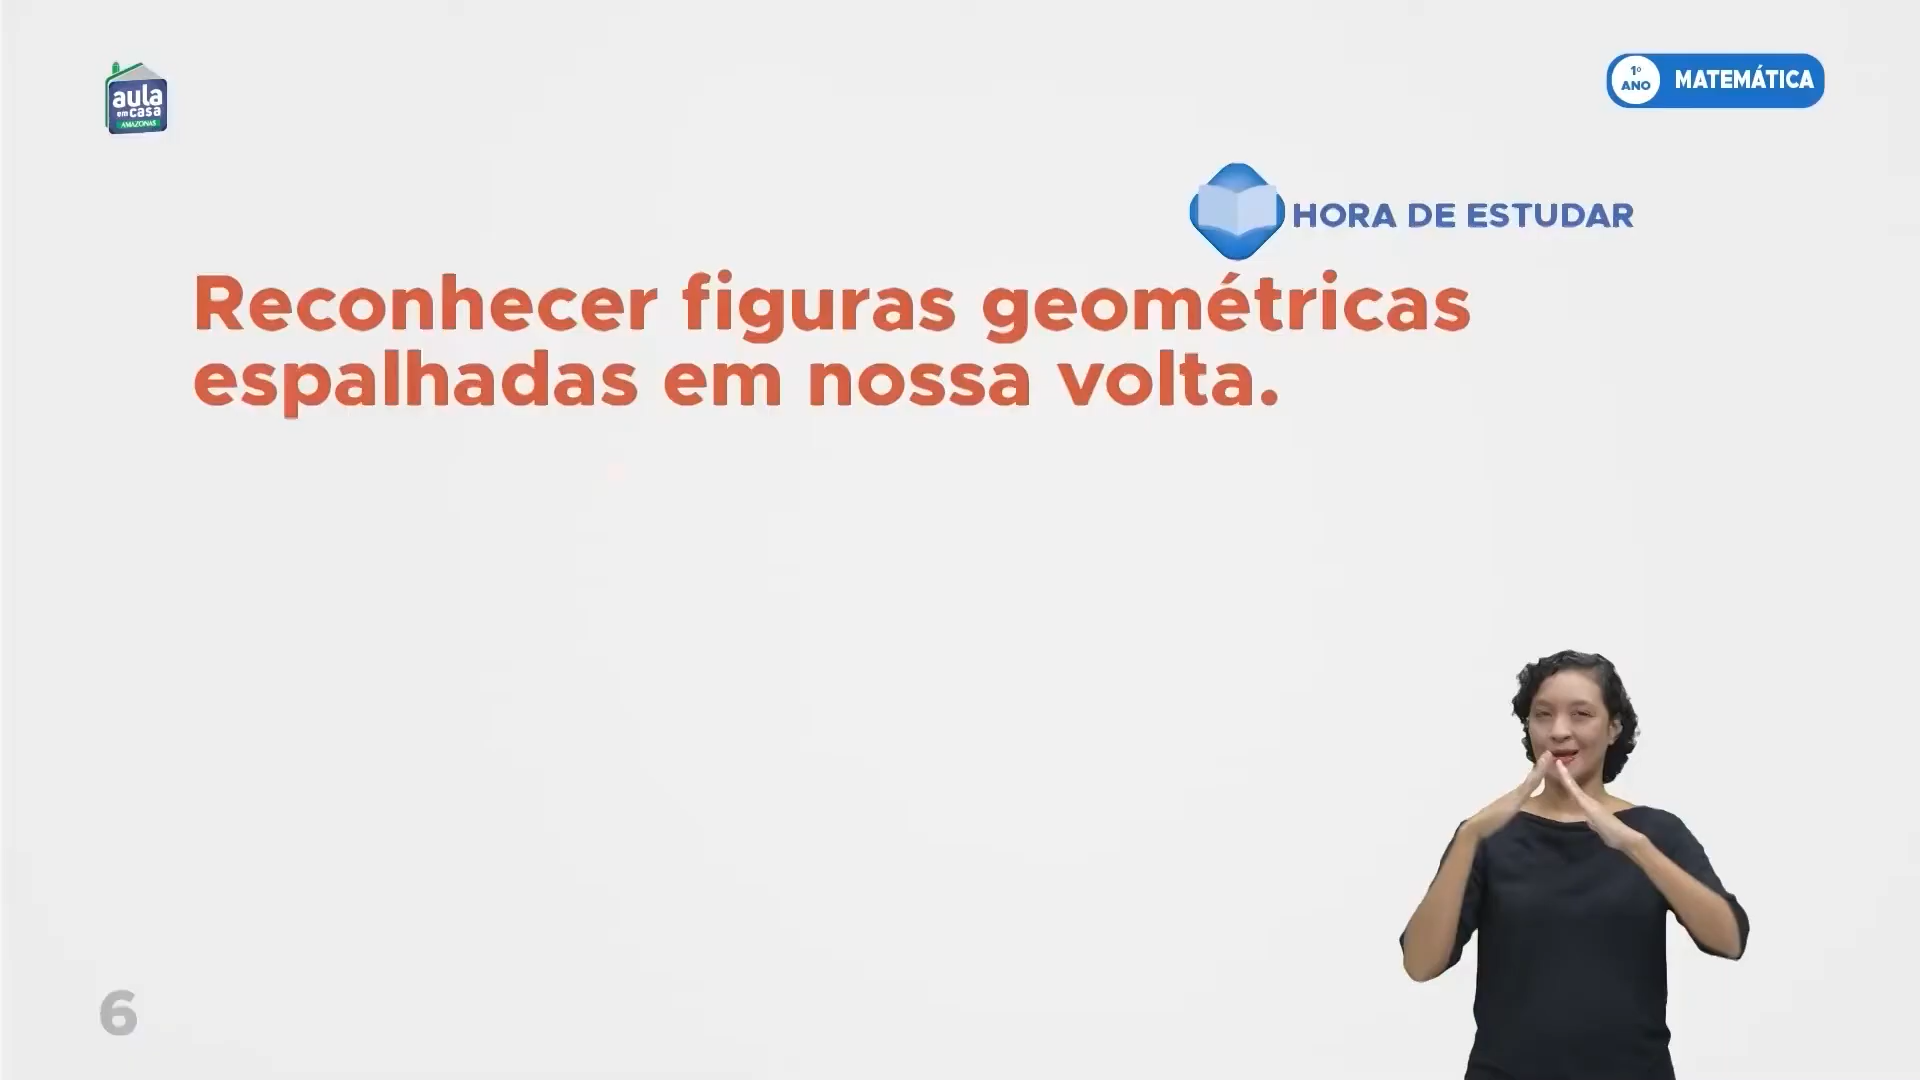 aula
em casa
AMAZONAS
1º
ANO
MATEMÁTICA
HORA DE ESTUDAR
Reconhecer figuras geométricas
espalhadas em nossa volta.
6